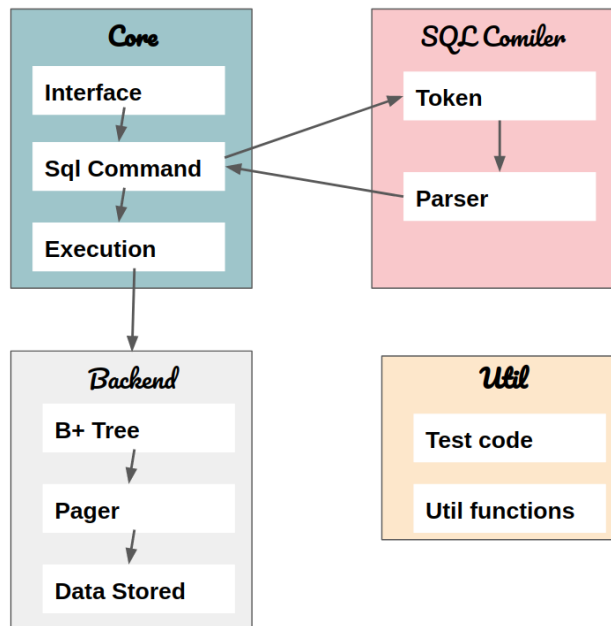 Core
Interface
Sql Command
Execution
SQL Comiler
Token
Parser
Backend
B+ Tree
Pager
Data Stored
Util
Test code
Util functions